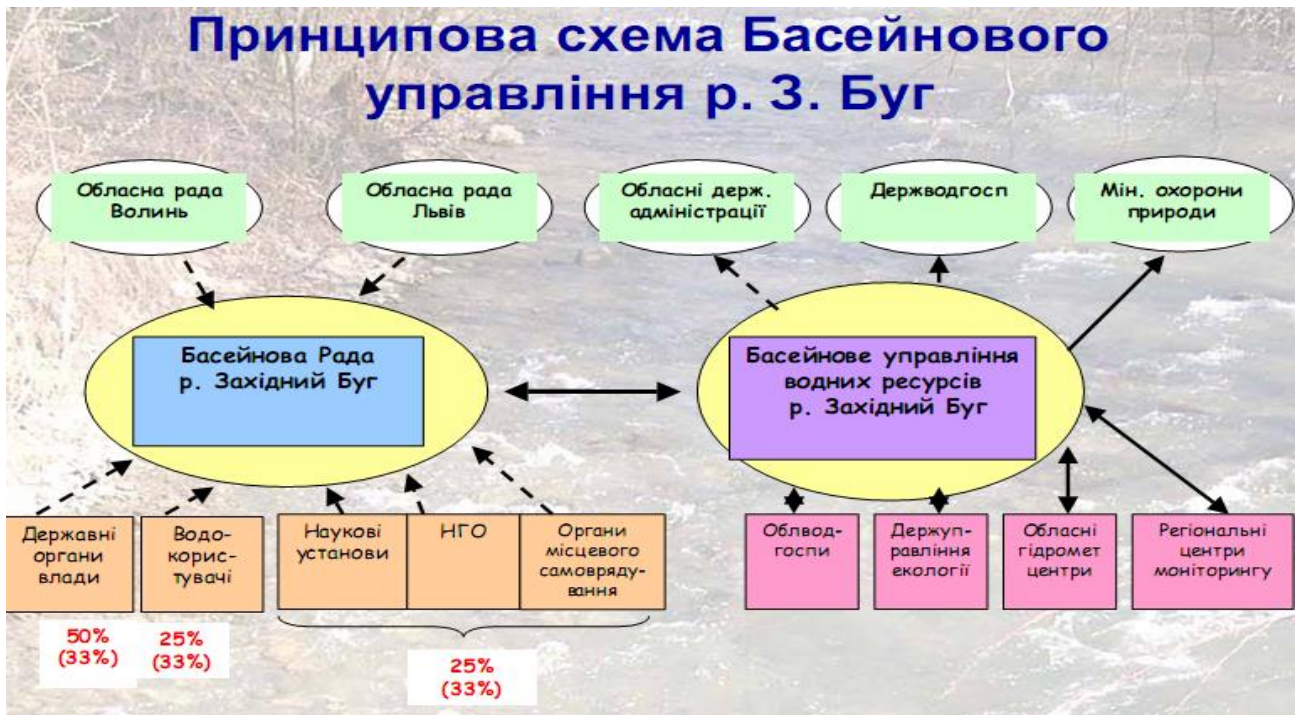 Принципова схема Басейнового
управління р. З. Буг
Обласна рада
Волинь
Обласна рада
Львів
Обласні держ.
адміністрації
Держводгосп
Мін. охорони
природи
Басейнова Рада
р. Західний Буг
Басейнове управління
водних ресурсів
р. Західний Буг
Державні
органи
влади
Водо-
корис-
тувачі
Наукові
установи
НГО
Органи
місцевого
самовряду-
вання
Облвод-
госпи
Держуп-
равління
екології
Обласні
гідромет
центри
Регіональні
центри
моніторингу
50%
(33%)
25%
(33%)
25%
(33%)